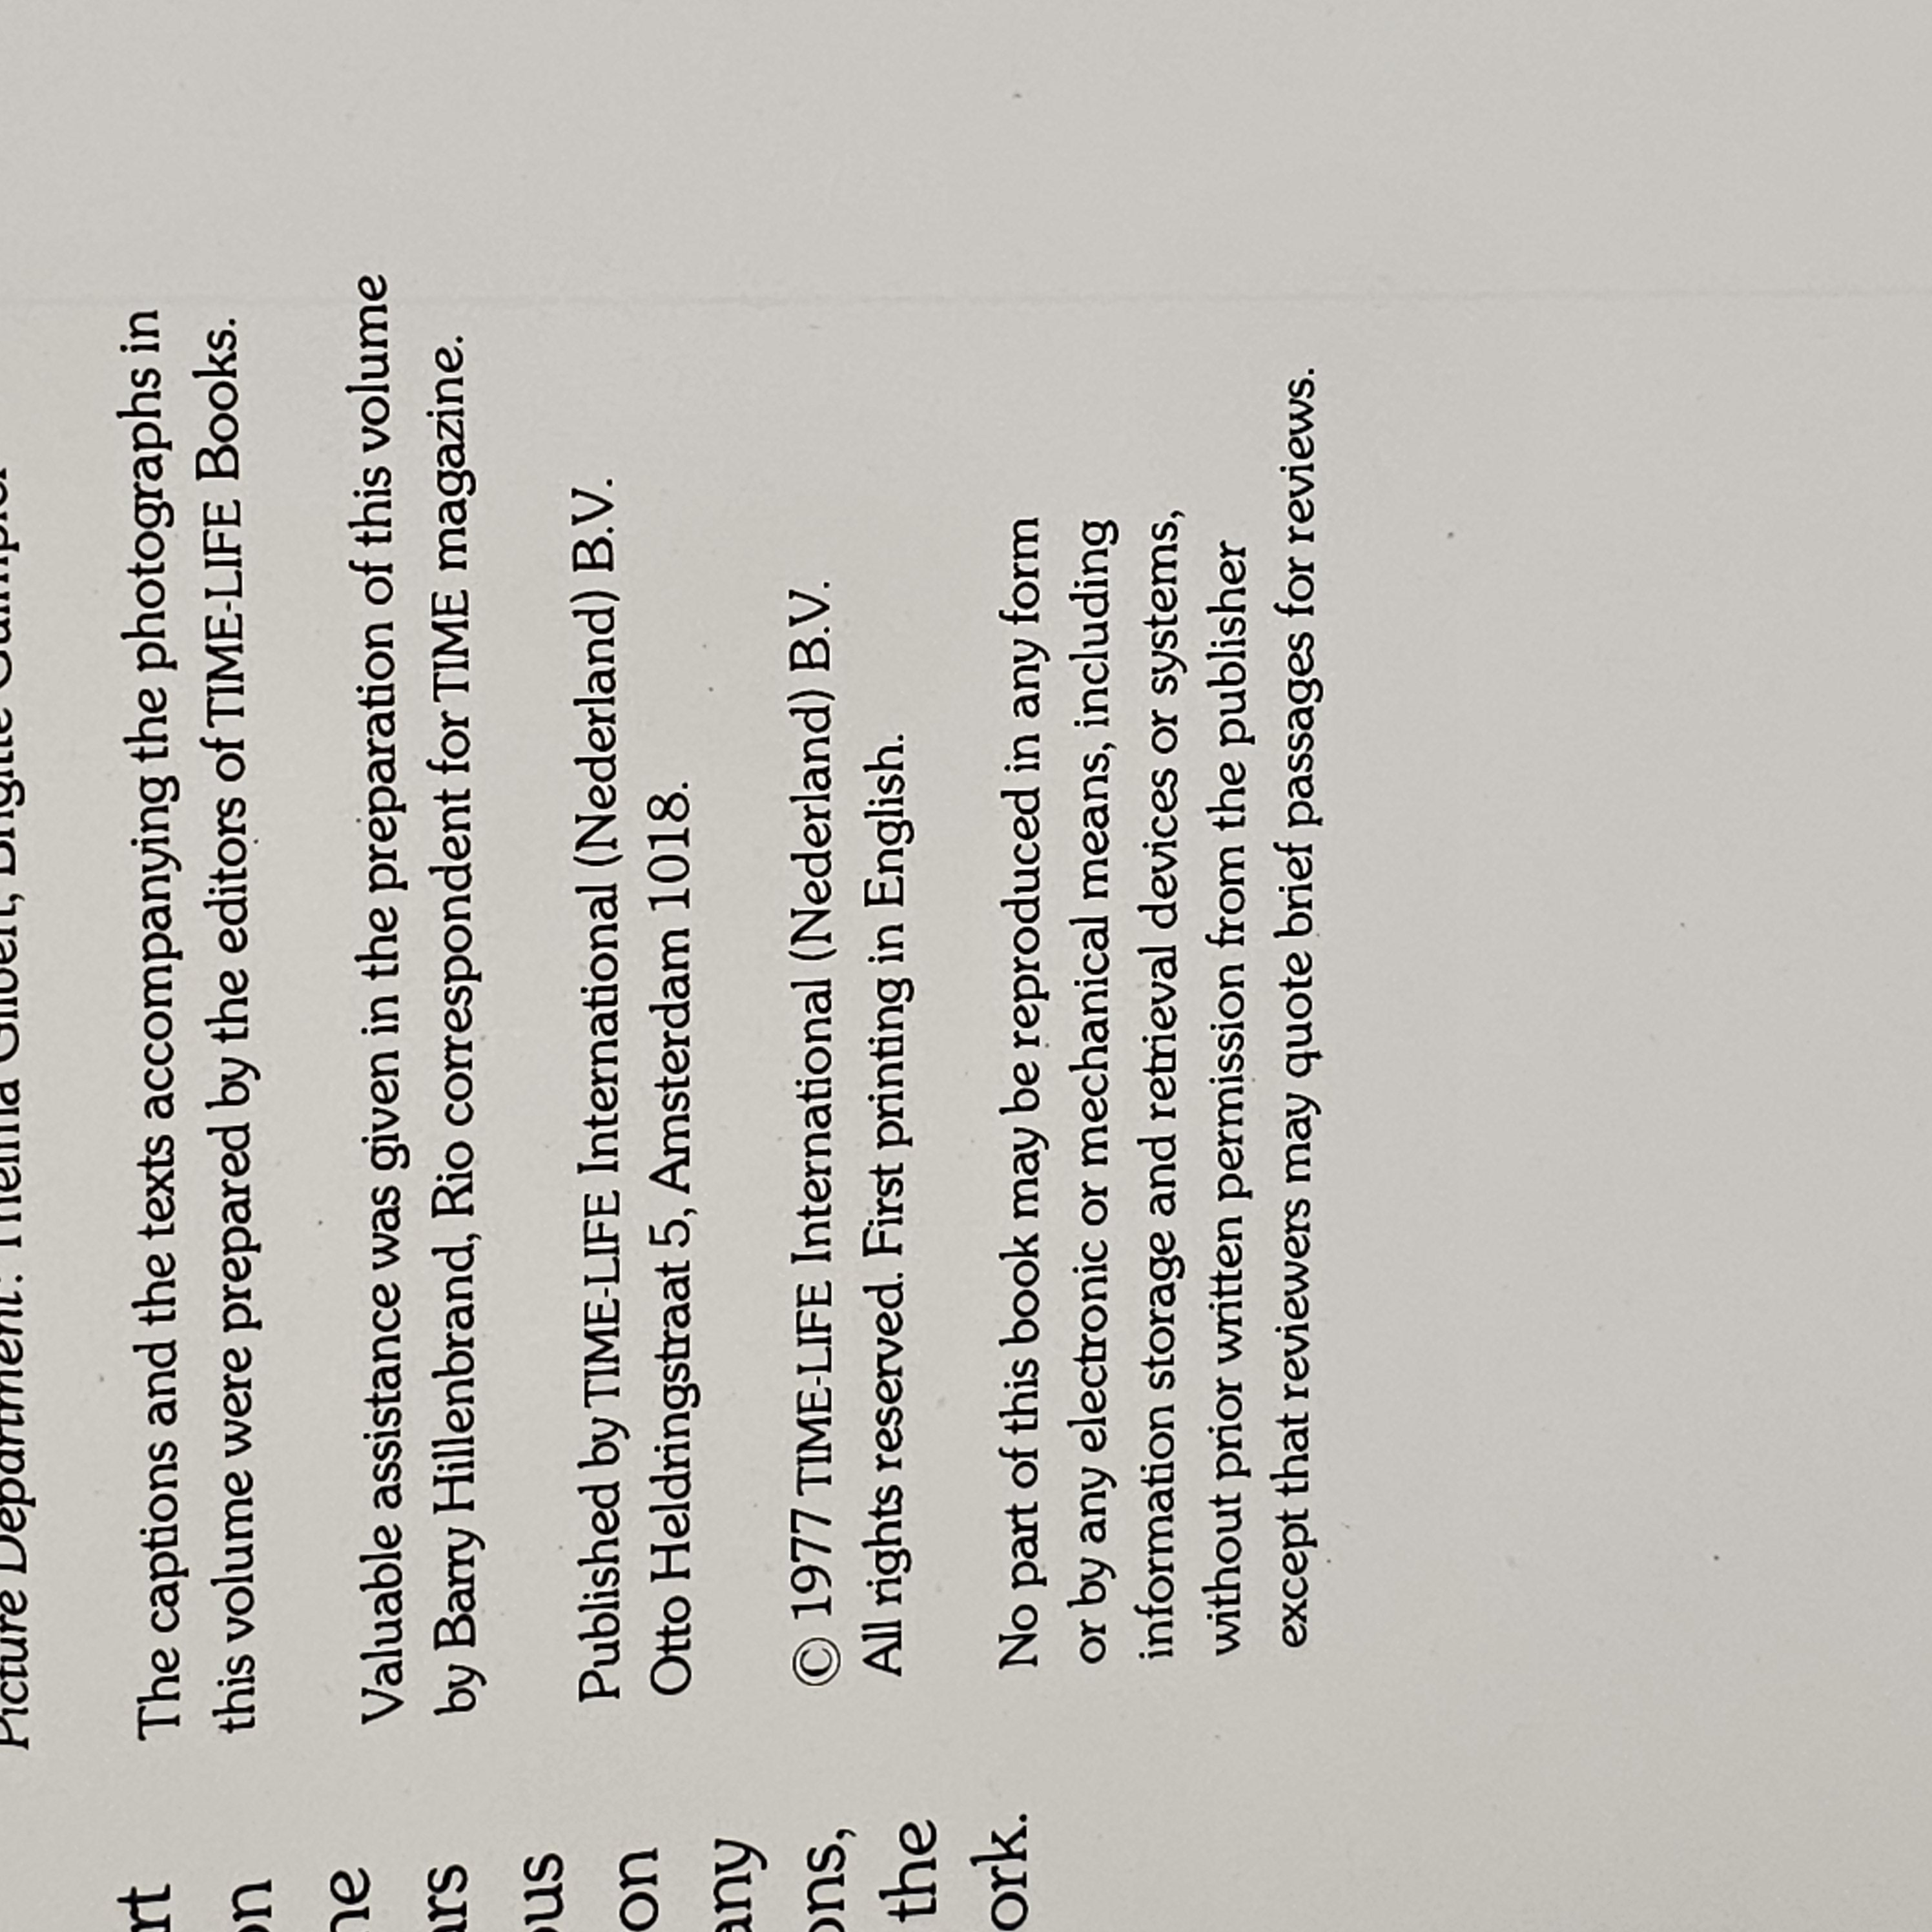 Picture Department: Thelma Gilbert, Brigitte
The captions and the texts accompanying the photographs in
this volume were prepared by the editors of TIME-LIFE Books.
Valuable assistance was given in the preparation of this volume
by Barry Hillenbrand, Rio correspondent for TIME magazine.
Published by TIME-LIFE International (Nederland) B.V.
Otto Heldringstraat 5, Amsterdam 1018.
© 1977 TIME-LIFE International (Nederland) B.V.
All rights reserved. First printing in English.
No part of this book may be reproduced in any form
or by any electronic or mechanical means, including
information storage and retrieval devices or systems,
without prior written permission from the publisher
except that reviewers may quote brief passages for reviews.
rt
on
ne
ars
ous
on
any
ons,
the
ork.